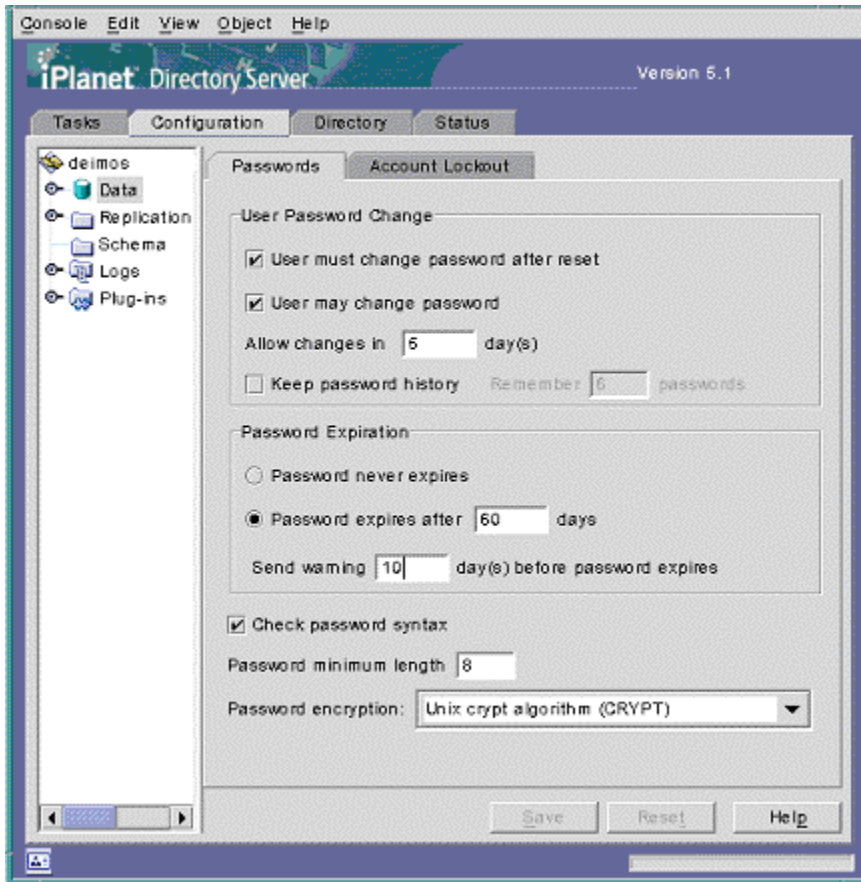 Console Edit View Object Help
iPlanet Directory Server
Version 5.1
Tasks Configuration Directory Status
deimos
Data
Replication
Schema
Logs
Plug-ins
Passwords Account Lockout
User Password Change
User must change password after reset
User may change password
Allow changes in 5 day(s)
Keep password history Remember 6 passwords
Password Expiration
Password never expires
Password expires after 60 days
Send warning 10 day(s) before password expires
Check password syntax
Password minimum length 8
Password encryption: Unix crypt algorithm (CRYPT)
Save Reset Help